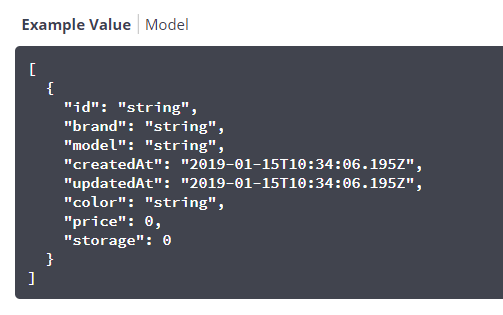 Example Value Model
[
  {
    "id": "string",
    "brand": "string",
    "model": "string",
    "createdAt": "2019-01-15T10:34:06.195Z",
    "updatedAt": "2019-01-15T10:34:06.195Z",
    "color": "string",
    "price": 0,
    "storage": 0
  }
]